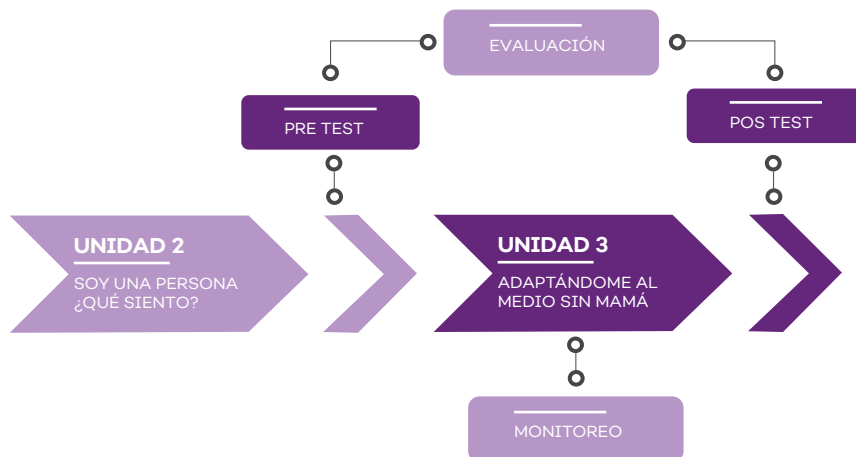 EVALUACIÓN
PRE TEST
POS TEST
UNIDAD 2
SOY UNA PERSONA
¿QUÉ SIENTO?
UNIDAD 3
ADAPTÁNDOME AL
MEDIO SIN MAMÁ
MONITOREO